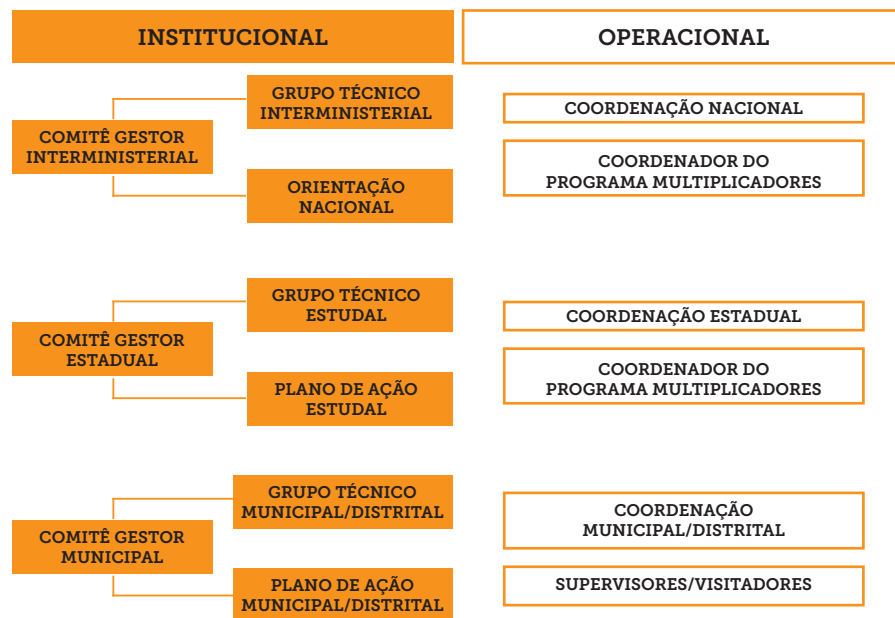 INSTITUCIONAL
OPERACIONAL
GRUPO TÉCNICO
INTERMINISTERIAL
COMITÊ GESTOR
INTERMINISTERIAL
ORIENTAÇÃO
NACIONAL
COORDENAÇÃO NACIONAL
COORDENADOR DO
PROGRAMA MULTIPLICADORES
GRUPO TÉCNICO
ESTUDAL
COMITÊ GESTOR
ESTADUAL
PLANO DE AÇÃO
ESTUDAL
COORDENAÇÃO ESTADUAL
COORDENADOR DO
PROGRAMA MULTIPLICADORES
GRUPO TÉCNICO
MUNICIPAL/DISTRITAL
COMITÊ GESTOR
MUNICIPAL
PLANO DE AÇÃO
MUNICIPAL/DISTRITAL
COORDENAÇÃO
MUNICIPAL/DISTRITAL
SUPERVISORES/VISITADORES